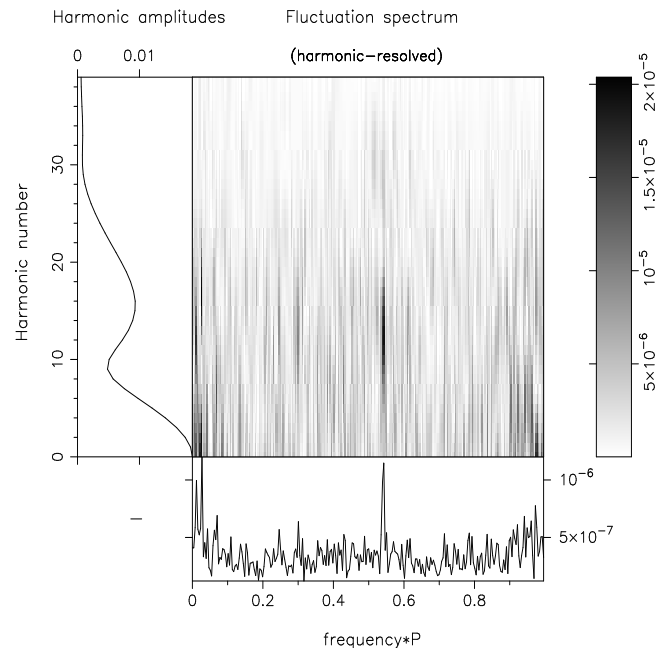 Harmonic amplitudes Fluctuation spectrum
0 0.01 (harmonic-resolved)
Harmonic number
30
20
10
0
2×10⁻⁵
1.5×10⁻⁵
10⁻⁵
5×10⁻⁶
10⁻⁶
5×10⁻⁷
0 0.2 0.4 0.6 0.8
frequency*P